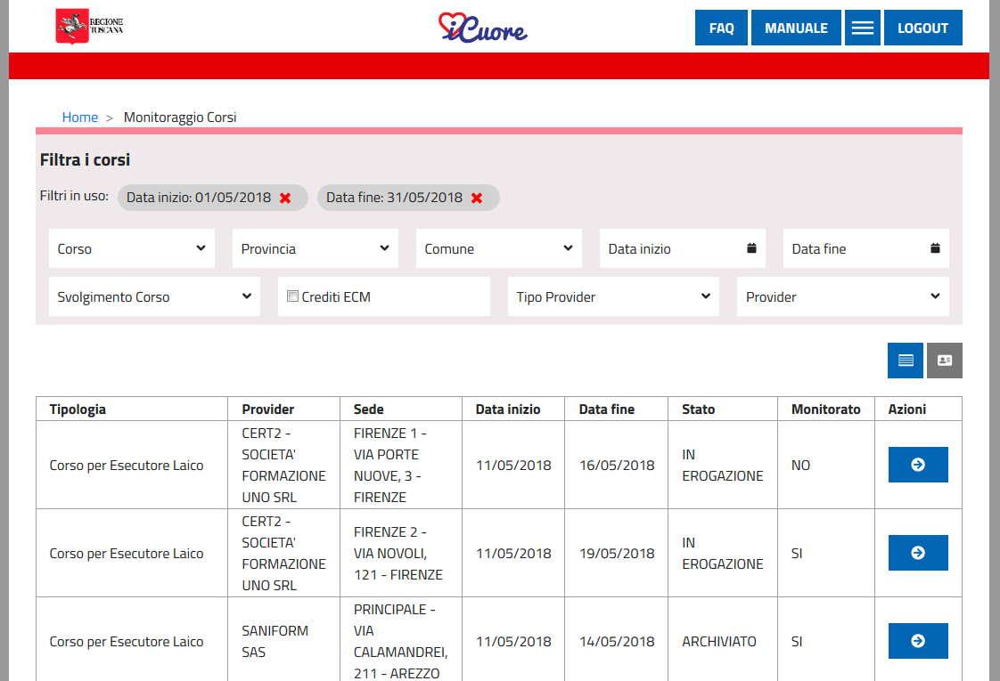 REGIONE
TOSCANA
iCuore
FAQ
MANUALE
LOGOUT
Home > Monitoraggio Corsi
Filtra i corsi
Filtri in uso: Data inizio: 01/05/2018 Data fine: 31/05/2018
Corso
Provincia
Comune
Data inizio
Data fine
Svolgimento Corso
Crediti ECM
Tipo Provider
Provider
Tipologia
Provider
Sede
Data inizio
Data fine
Stato
Monitorato
Azioni
Corso per Esecutore Laico
CERT2 -
SOCIETA'
FORMAZIONE
UNO SRL
FIRENZE 1 -
VIA PORTE
NUOVE, 3 -
FIRENZE
11/05/2018
16/05/2018
IN
EROGAZIONE
NO
Corso per Esecutore Laico
CERT2 -
SOCIETA'
FORMAZIONE
UNO SRL
FIRENZE 2 -
VIA NOVOLI,
121 - FIRENZE
11/05/2018
19/05/2018
IN
EROGAZIONE
SI
Corso per Esecutore Laico
SANIFORM
SAS
PRINCIPALE -
VIA
CALAMANDREI,
211 - AREZZO
11/05/2018
14/05/2018
ARCHIVIATO
SI